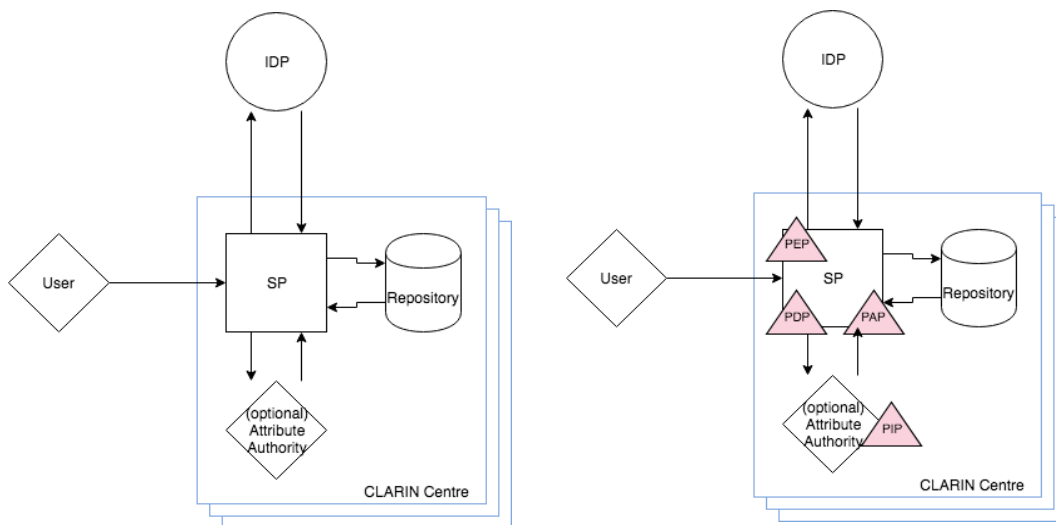 IDP
User
SP
Repository
(optional)
Attribute
Authority
CLARIN Centre
IDP
PEP
User
SP
Repository
PDP
PAP
(optional)
Attribute
Authority
PIP
CLARIN Centre